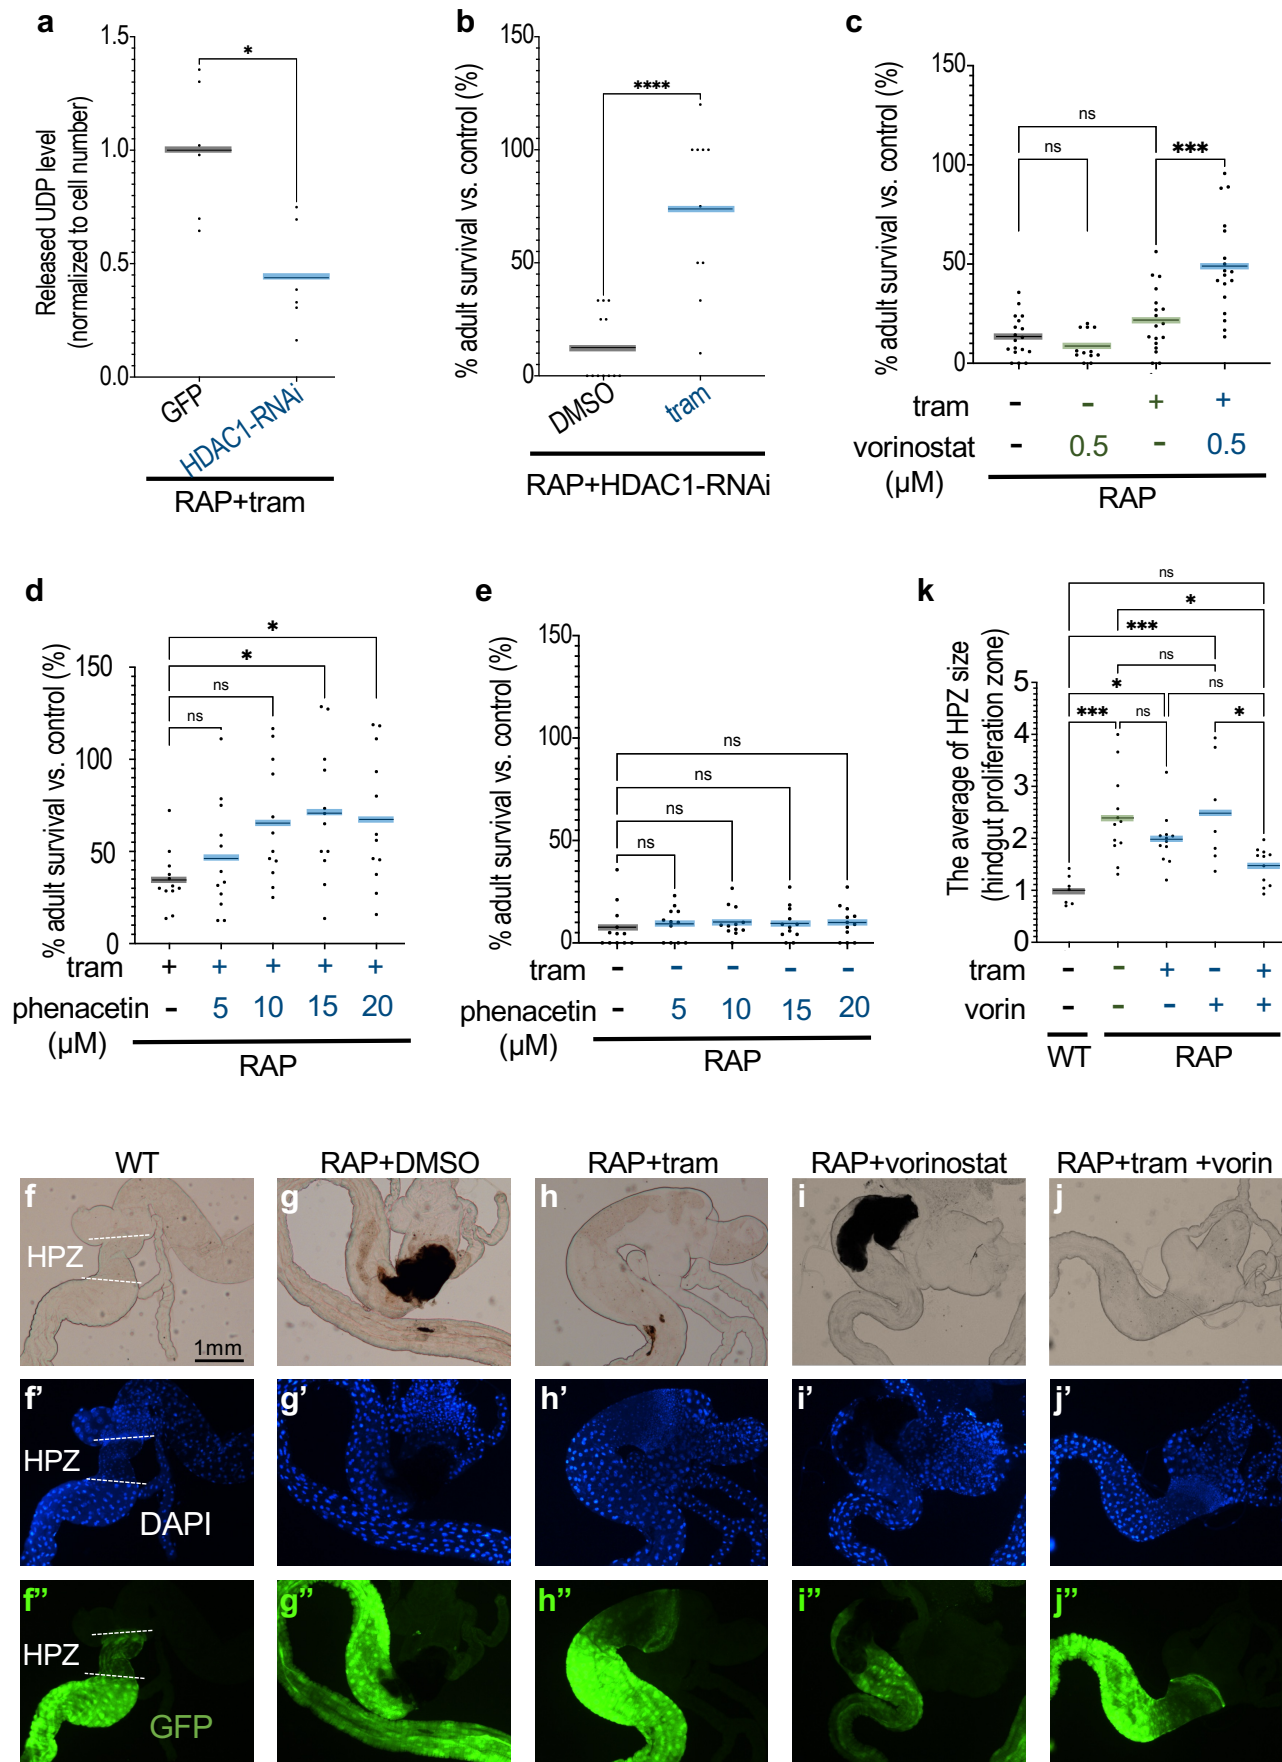 a
Released UDP level
(normalized to cell number)
1.5
1.0
0.5
0.0
*
GFP
HDAC1-RNAi
RAP+tram
b
% adult survival vs. control (%)
150
100
50
0
****
DMSO
tram
RAP+HDAC1-RNAi
c
% adult survival vs. control (%)
150
100
50
0
ns
ns
***
tram - - + +
vorinostat - 0.5 - 0.5
(µM)
RAP
d
% adult survival vs. control (%)
150
100
50
0
*
*
ns
ns
tram + + + + +
phenacetin - 5 10 15 20
(µM)
RAP
e
% adult survival vs. control (%)
150
100
50
0
ns
ns
ns
ns
tram - - - - -
phenacetin - 5 10 15 20
(µM)
RAP
k
The average of HPZ size
(hindgut proliferation zone)
5
4
3
2
1
0
ns
*
***
ns
* ns
*** ns *
tram - - + - +
vorin - - - + +
WT RAP
WT
RAP+DMSO
RAP+tram
RAP+vorinostat
RAP+tram +vorin
f
HPZ
1mm
g
h
i
j
f’
HPZ
DAPI
g’
h’
i’
j’
f”
HPZ
GFP
g”
h”
i”
j”